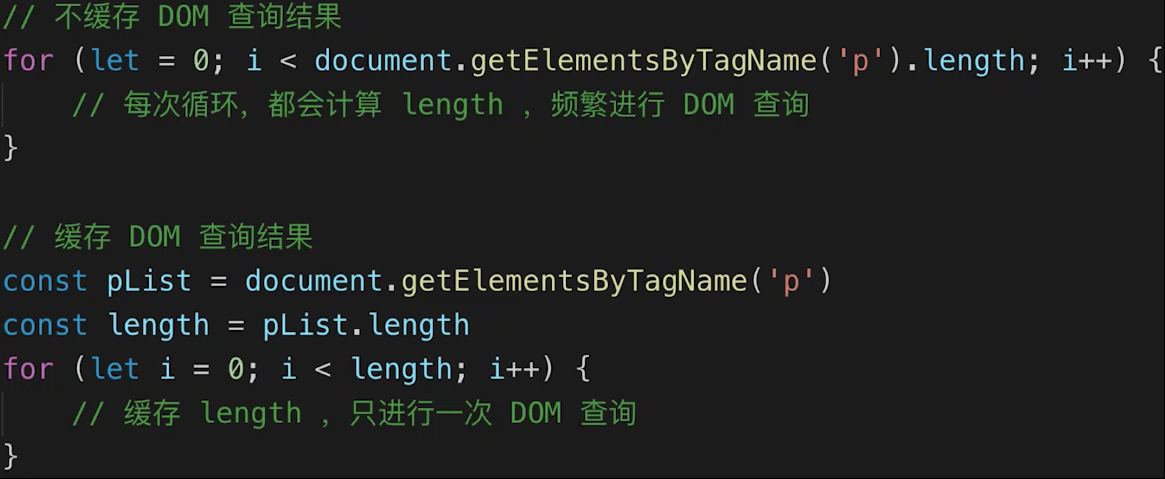 // 不缓存 DOM 查询结果
for (let = 0; i < document.getElementsByTagName('p').length; i++) {
    // 每次循环，都会计算 length ，频繁进行 DOM 查询
}

// 缓存 DOM 查询结果
const pList = document.getElementsByTagName('p')
const length = pList.length
for (let i = 0; i < length; i++) {
    // 缓存 length ，只进行一次 DOM 查询
}